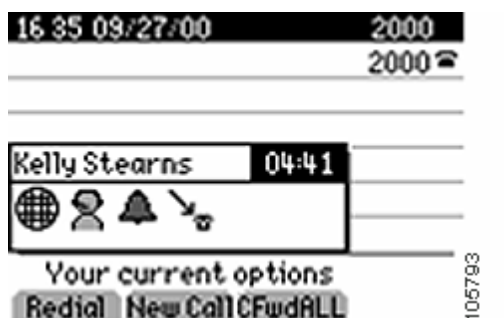 16 35 09/27/00 2000
2000
Kelly Stearns 04:41
Your current options
Redial New Call CFwdALL
105793